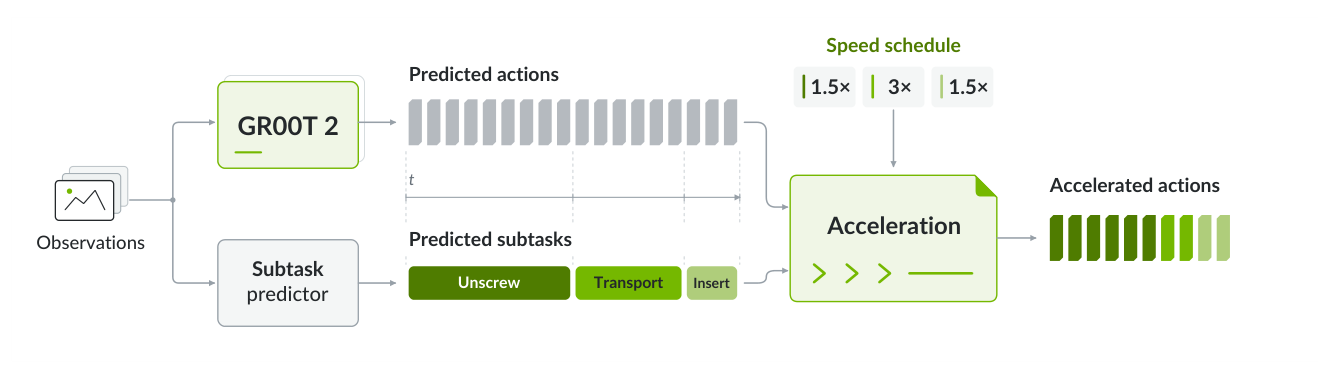 Speed schedule
1.5×
3×
1.5×
Predicted actions
GR00T 2
t
Observations
Predicted subtasks
Subtask
predictor
Unscrew
Transport
Insert
Acceleration
Accelerated actions